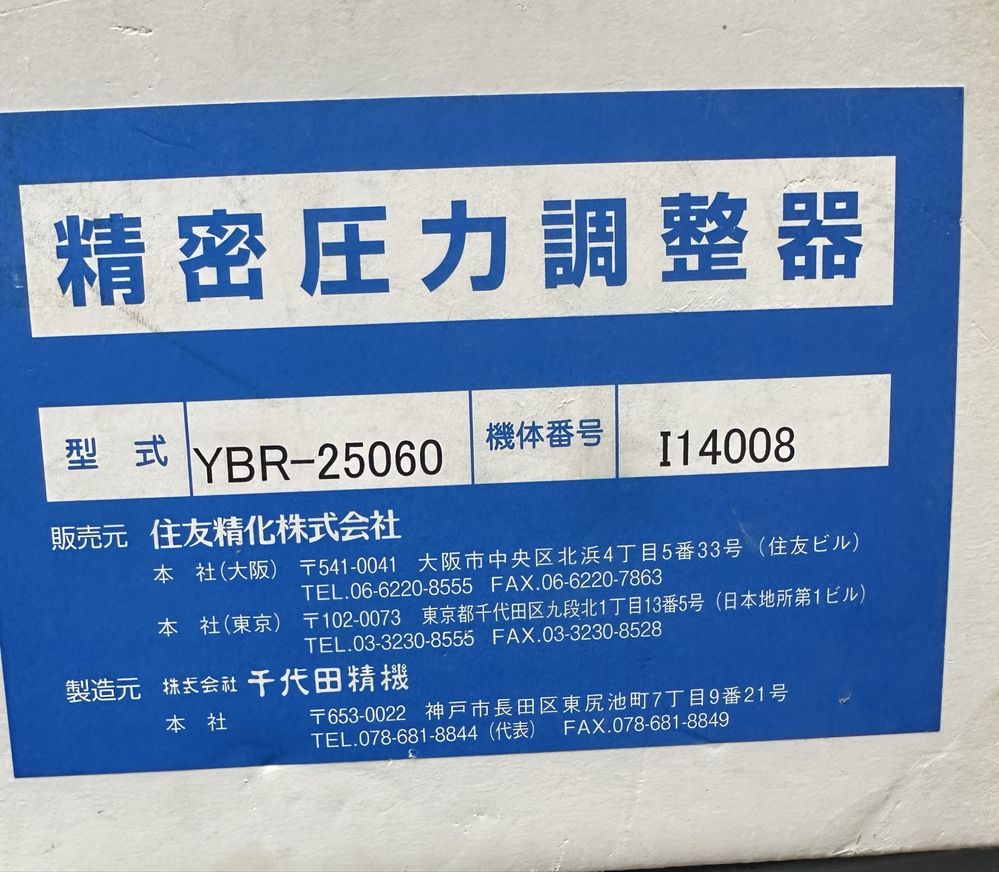 精密圧力調整器
型 式 YBR-25060 機体番号 I14008
販売元 住友精化株式会社
本 社(大阪) 〒541-0041 大阪市中央区北浜4丁目5番33号 (住友ビル)
TEL.06-6220-8555 FAX.06-6220-7863
本 社(東京) 〒102-0073 東京都千代田区九段北1丁目13番5号 (日本地所第1ビル)
TEL.03-3230-8555 FAX.03-3230-8528
製造元 株式会社 千代田精機
本 社 〒653-0022 神戸市長田区東尻池町7丁目9番21号
TEL.078-681-8844 (代表) FAX.078-681-8849